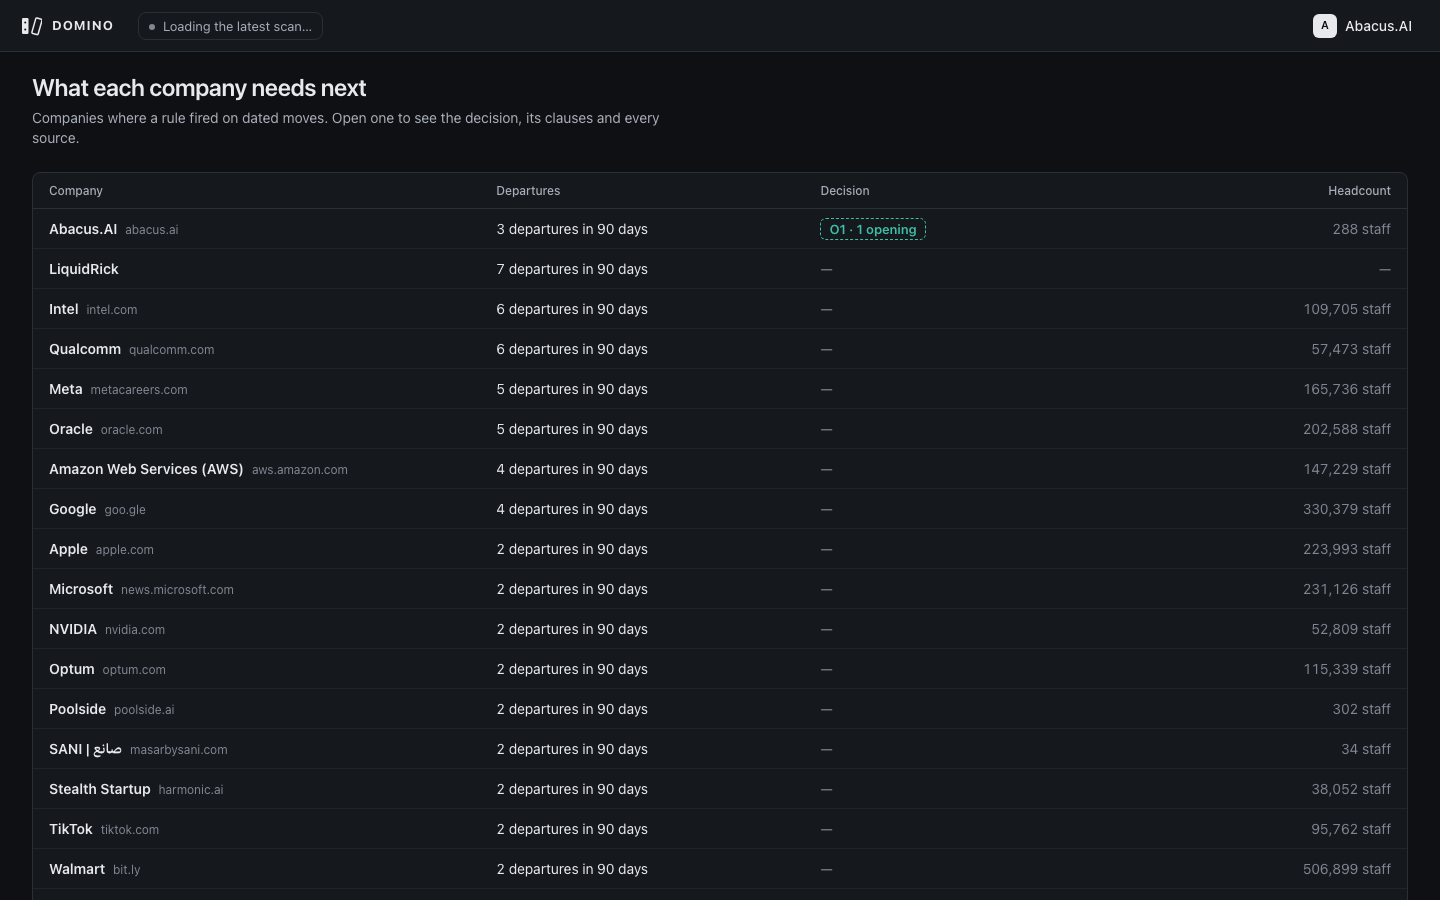 DOMINO
Loading the latest scan...
A Abacus.AI
What each company needs next
Companies where a rule fired on dated moves. Open one to see the decision, its clauses and every
source.
Company Departures Decision Headcount
Abacus.AI abacus.ai 3 departures in 90 days O1 · 1 opening 288 staff
LiquidRick 7 departures in 90 days — —
Intel intel.com 6 departures in 90 days — 109,705 staff
Qualcomm qualcomm.com 6 departures in 90 days — 57,473 staff
Meta metacareers.com 5 departures in 90 days — 165,736 staff
Oracle oracle.com 5 departures in 90 days — 202,588 staff
Amazon Web Services (AWS) aws.amazon.com 4 departures in 90 days — 147,229 staff
Google goo.gle 4 departures in 90 days — 330,379 staff
Apple apple.com 2 departures in 90 days — 223,993 staff
Microsoft news.microsoft.com 2 departures in 90 days — 231,126 staff
NVIDIA nvidia.com 2 departures in 90 days — 52,809 staff
Optum optum.com 2 departures in 90 days — 115,339 staff
Poolside poolside.ai 2 departures in 90 days — 302 staff
SANI | صانع masarbysani.com 2 departures in 90 days — 34 staff
Stealth Startup harmonic.ai 2 departures in 90 days — 38,052 staff
TikTok tiktok.com 2 departures in 90 days — 95,762 staff
Walmart bit.ly 2 departures in 90 days — 506,899 staff